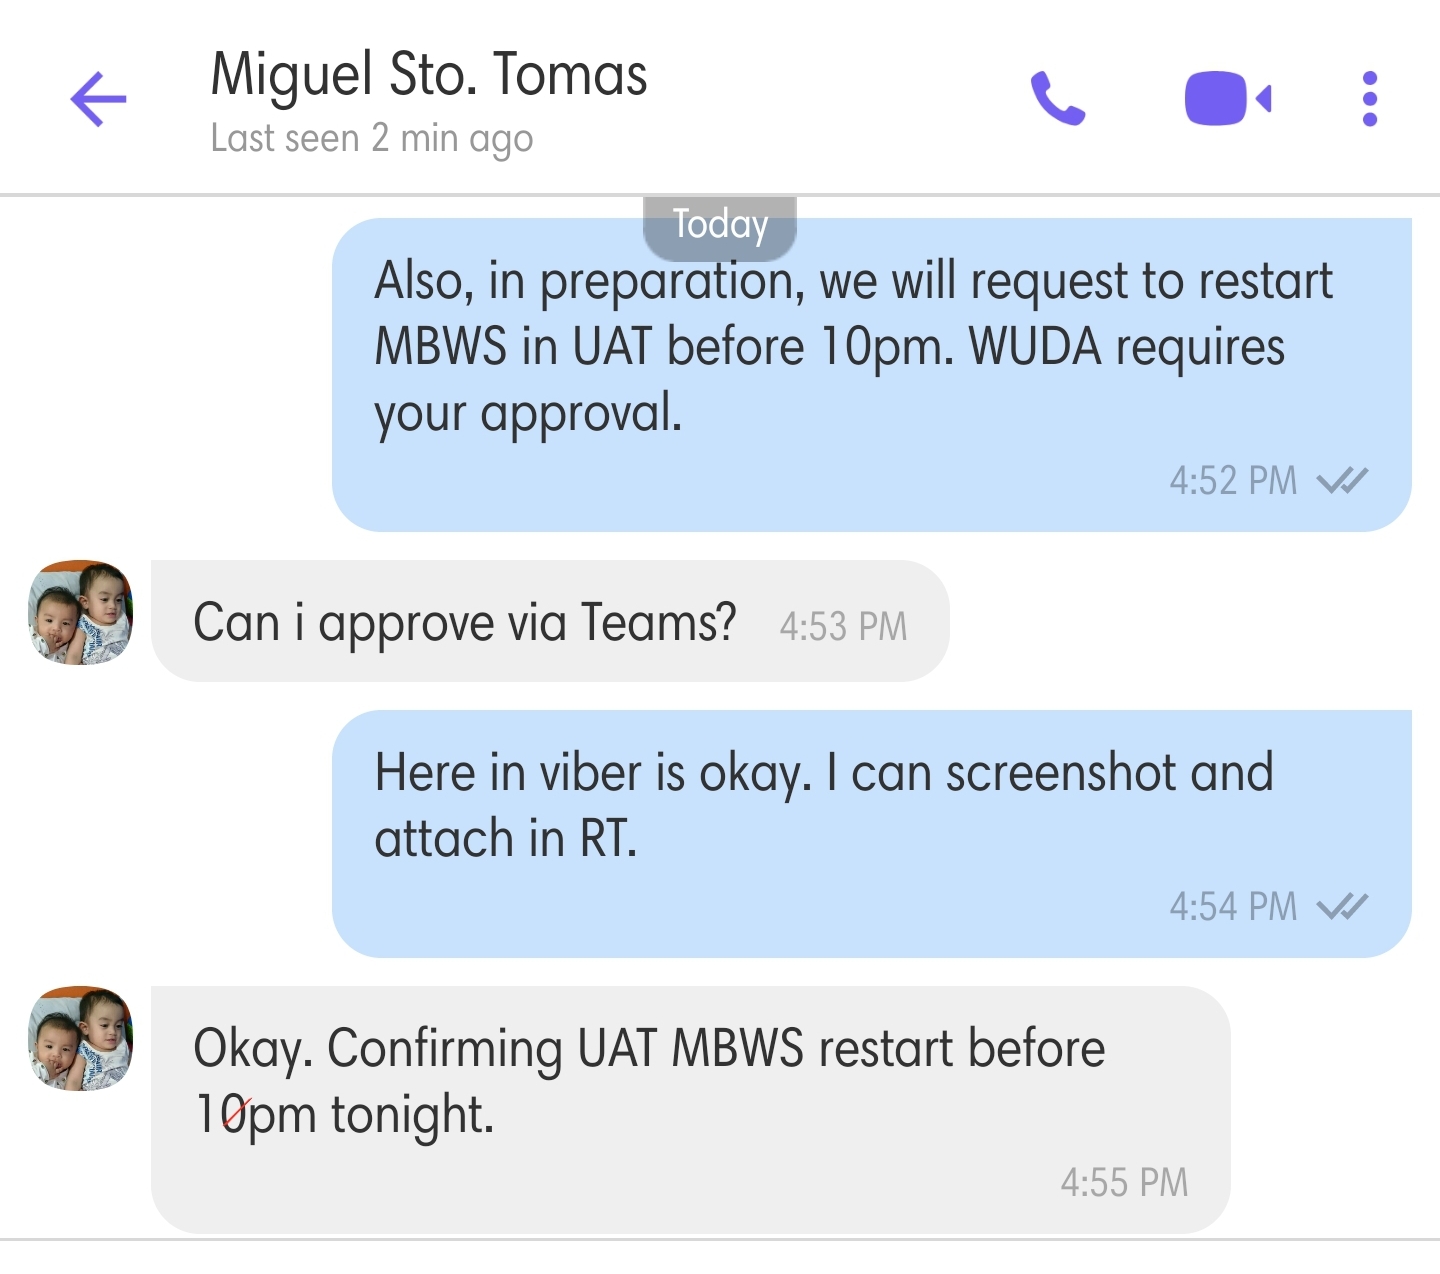 Miguel Sto. Tomas
Last seen 2 min ago
Today
Also, in preparation, we will request to restart
MBWS in UAT before 10pm. WUDA requires
your approval.
4:52 PM
Can i approve via Teams? 4:53 PM
Here in viber is okay. I can screenshot and
attach in RT.
4:54 PM
Okay. Confirming UAT MBWS restart before
10pm tonight.
4:55 PM